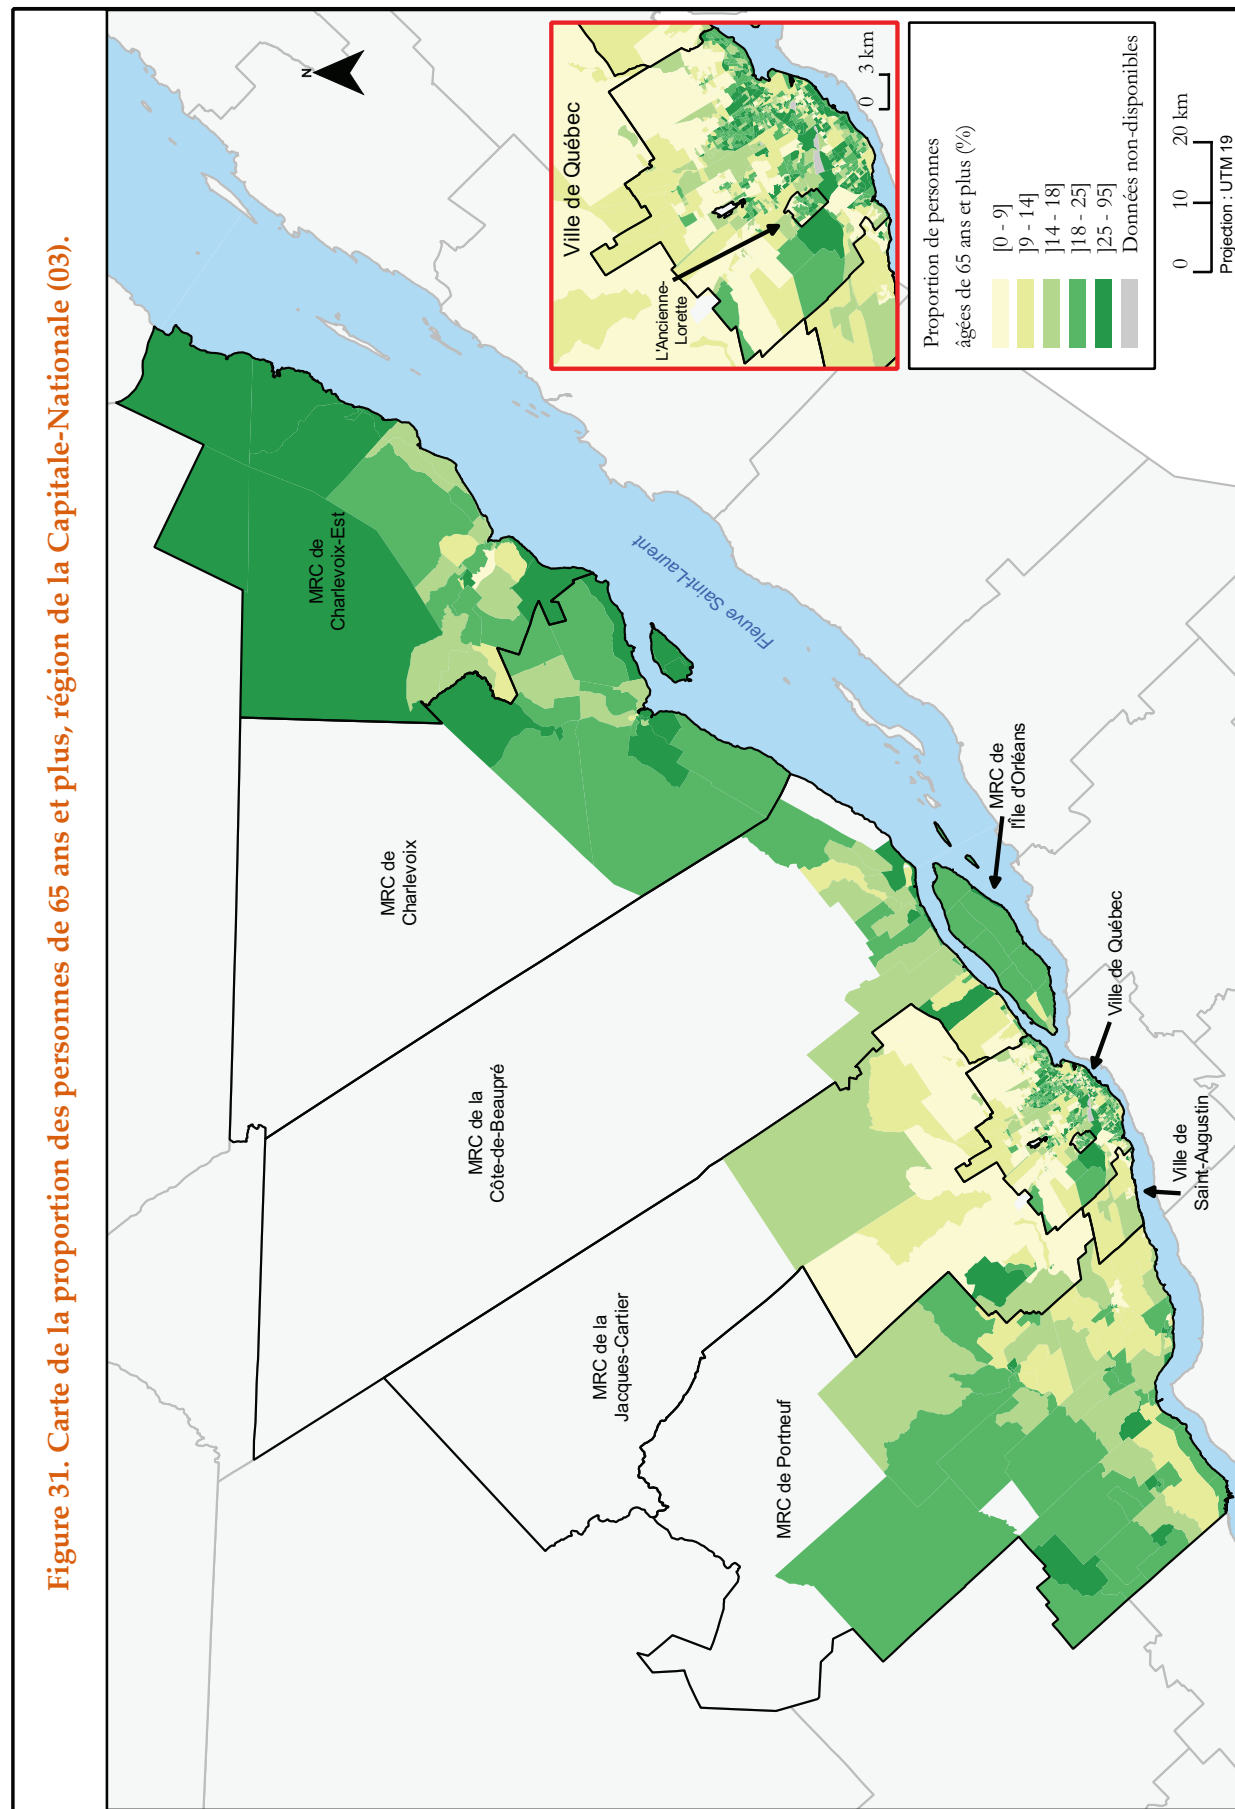 Figure 31. Carte de la proportion des personnes de 65 ans et plus, région de la Capitale-Nationale (03).
N
MRC de
Charlevoix-Est
MRC de
Charlevoix
MRC de la
Côte-de-Beaupré
MRC de la
Jacques-Cartier
MRC de Portneuf
Fleuve Saint-Laurent
MRC de
l'Île d'Orléans
Ville de Québec
Ville de
Saint-Augustin
Ville de Québec
L'Ancienne-
Lorette
0 3 km
Proportion de personnes
âgées de 65 ans et plus (%)
[0 - 9]
]9 - 14]
]14 - 18]
]18 - 25]
]25 - 95]
Données non-disponibles
0 10 20 km
Projection : UTM 19